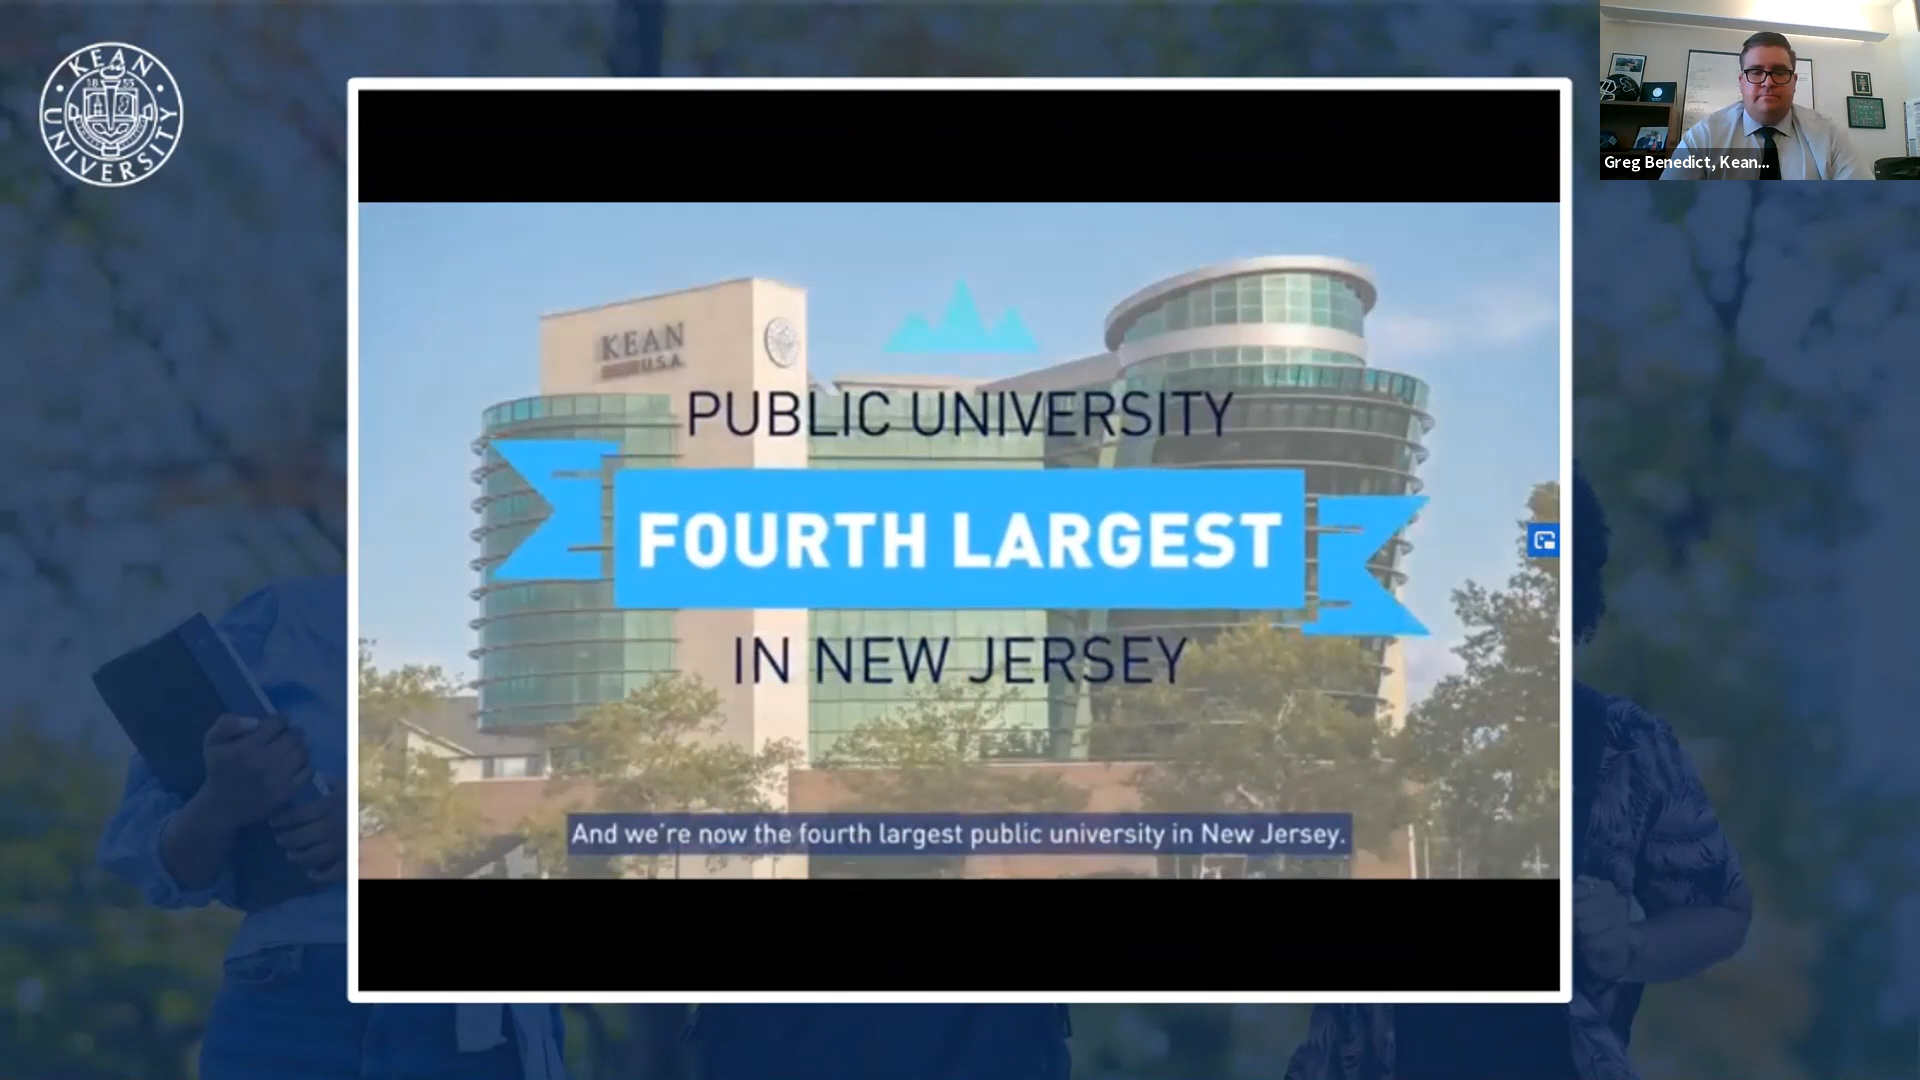 KEAN
UNIVERSITY
1855
Greg Benedict, Kean...
KEAN
U.S.A.
PUBLIC UNIVERSITY
FOURTH LARGEST
IN NEW JERSEY
And we're now the fourth largest public university in New Jersey.